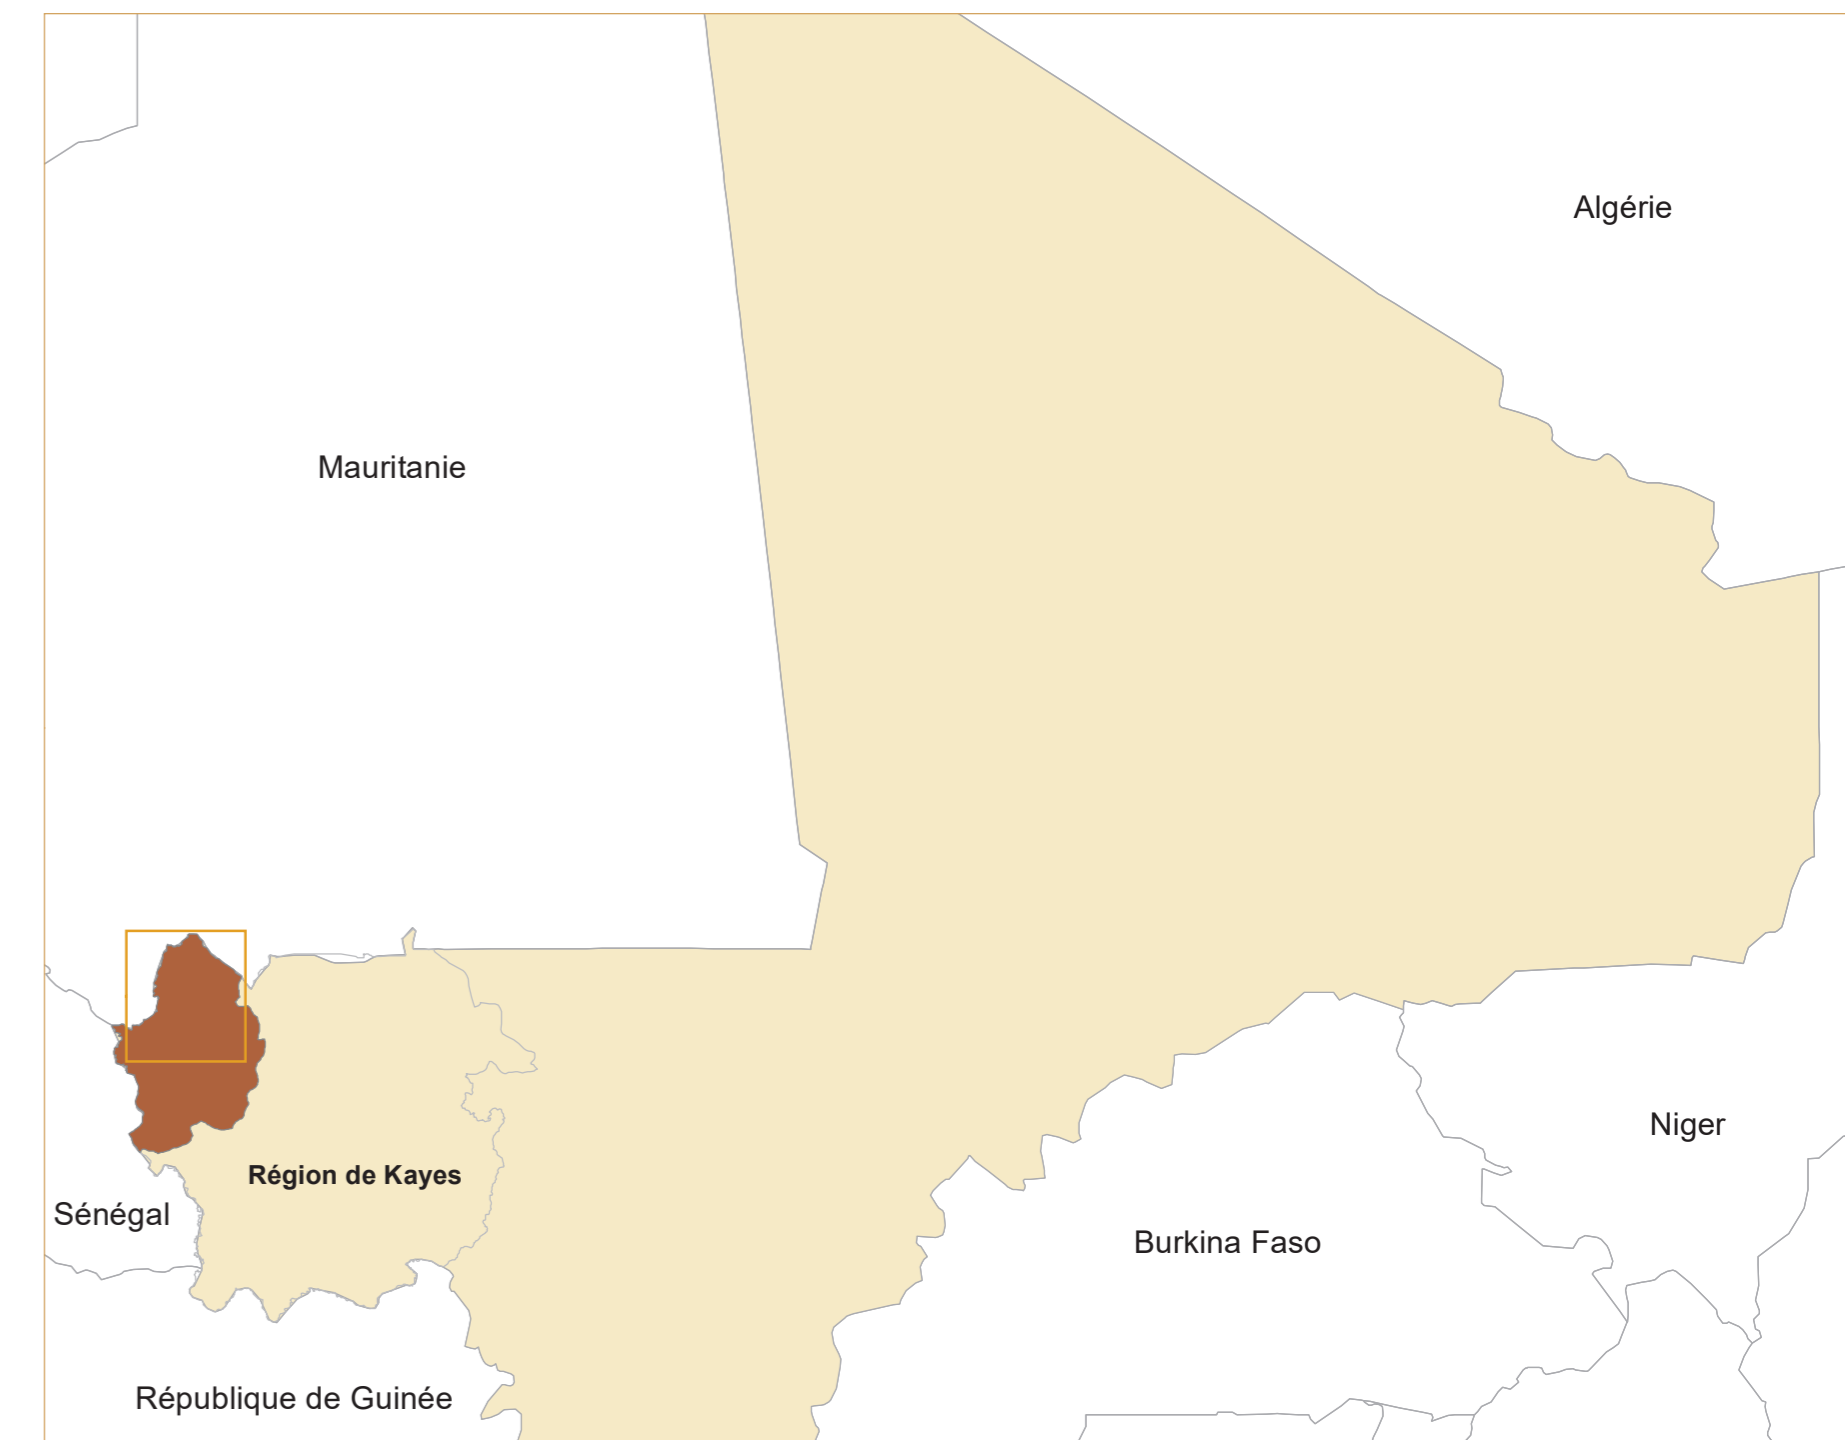 Algérie
Mauritanie
Niger
Région de Kayes
Sénégal
Burkina Faso
République de Guinée